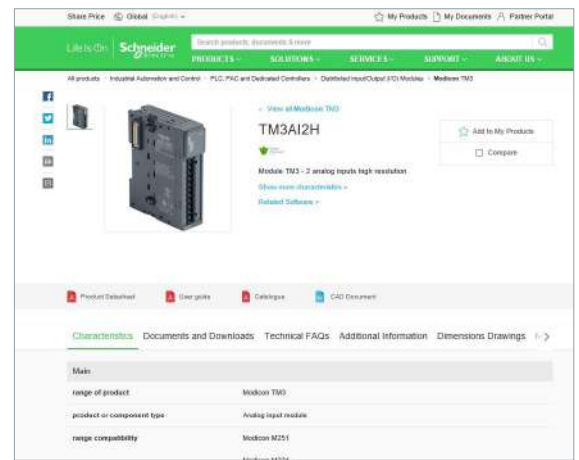 Share Price Global (English) My Products My Documents Partner Portal
Life Is On Schneider Electric
Search products, documents & more
PRODUCTS SOLUTIONS SERVICES SUPPORT ABOUT US
All products Industrial Automation and Control PLC, PAC and Dedicated Controllers Distributed Input/Output (I/O) Modules Modicon TM3
View all Modicon TM3
TM3AI2H
Add to My Products
Compare
Module TM3 - 2 analog inputs high resolution
Show more characteristics >
Related Software >
Product Datasheet User guide Catalogue CAD Document
Characteristics Documents and Downloads Technical FAQs Additional Information Dimensions Drawings
Main
range of product Modicon TM3
product or component type Analog input module
range compatibility Modicon M251